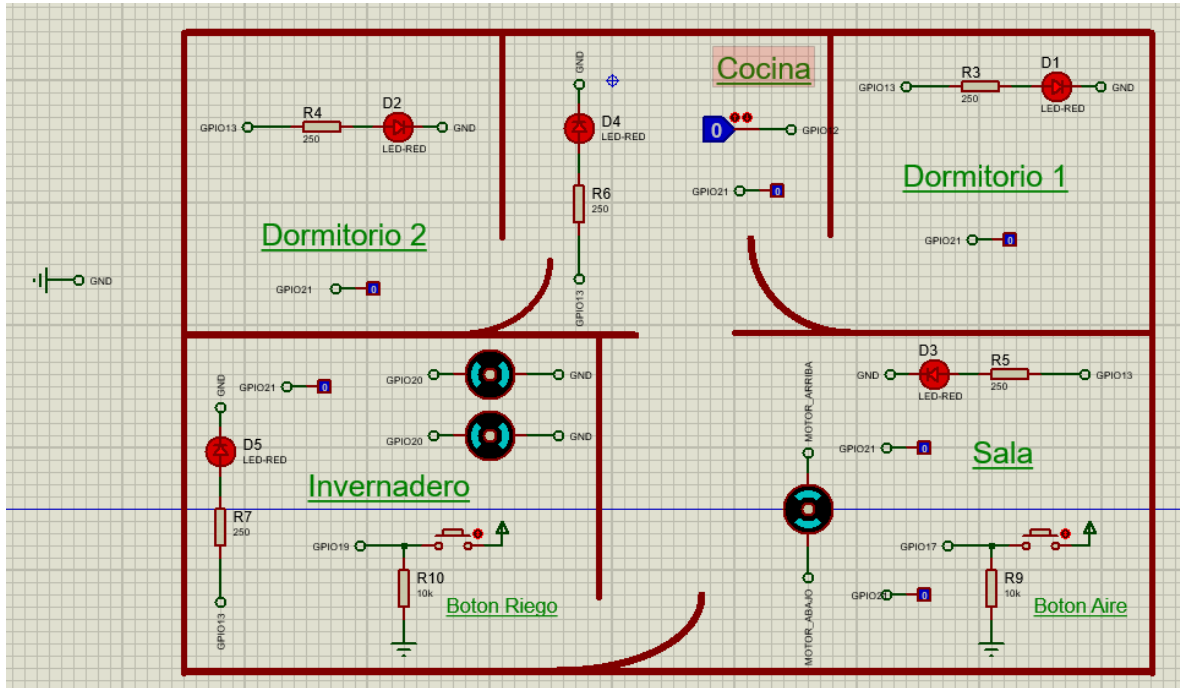 GND
Cocina
R3
D1
GPIO13
GND
250
LED-RED
R4
D2
GPIO13
GND
250
LED-RED
D4
LED-RED
0
GPIO21
0
R6
250
Dormitorio 1
GPIO21
0
Dormitorio 2
GND
GPIO21
0
GPIO13
GND
GPIO21
0
GPIO20
GND
GPIO20
GND
D5
LED-RED
Invernadero
R7
250
GPIO19
R10
10k
Boton Riego
GPIO13
MOTOR_ARRIBA
GND
D3
R5
GPIO13
LED-RED
250
GPIO21
0
Sala
GPIO17
R9
10k
Boton Aire
0
MOTOR_ABAJO